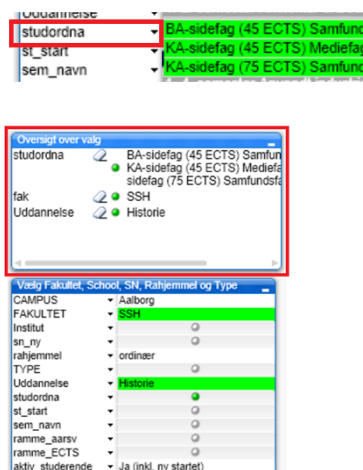 Uddannelse
studordna BA-sidefag (45 ECTS) Samfund
st_start KA-sidefag (45 ECTS) Mediefag
sem_navn KA-sidefag (75 ECTS) Samfund
Oversigt over valg
studordna BA-sidefag (45 ECTS) Samfun
KA-sidefag (45 ECTS) Mediefa
sidefag (75 ECTS) Samfundsfa
fak SSH
Uddannelse Historie
Vælg Fakultet, School, SN, Rahjemmel og Type
CAMPUS Aalborg
FAKULTET SSH
Institut
sn_ny
rahjemmel ordinær
TYPE
Uddannelse Historie
studordna
st_start
sem_navn
ramme_aarsv
ramme_ECTS
aktiv_studerende Ja (inkl. ny startet)